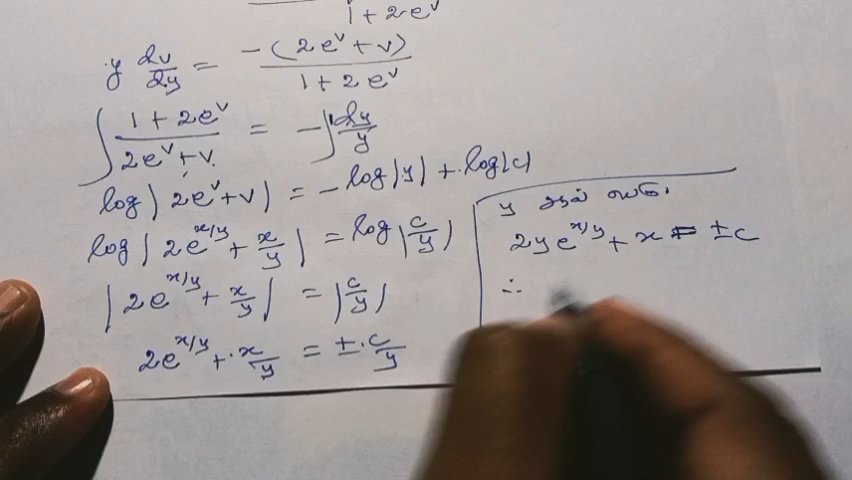 1 + 2e^v
y dv/dy = -(2e^v + v) / 1 + 2e^v
∫ 1 + 2e^v / 2e^v + v = -∫ dy/y
log|2e^v + v| = -log|y| + log|c|
log|2e^{x/y} + x/y| = log|c/y|
|2e^{x/y} + x/y| = |c/y|
2e^{x/y} + x/y = ± c/y
y ஆல்
2ye^{x/y} + x = ±c
∴